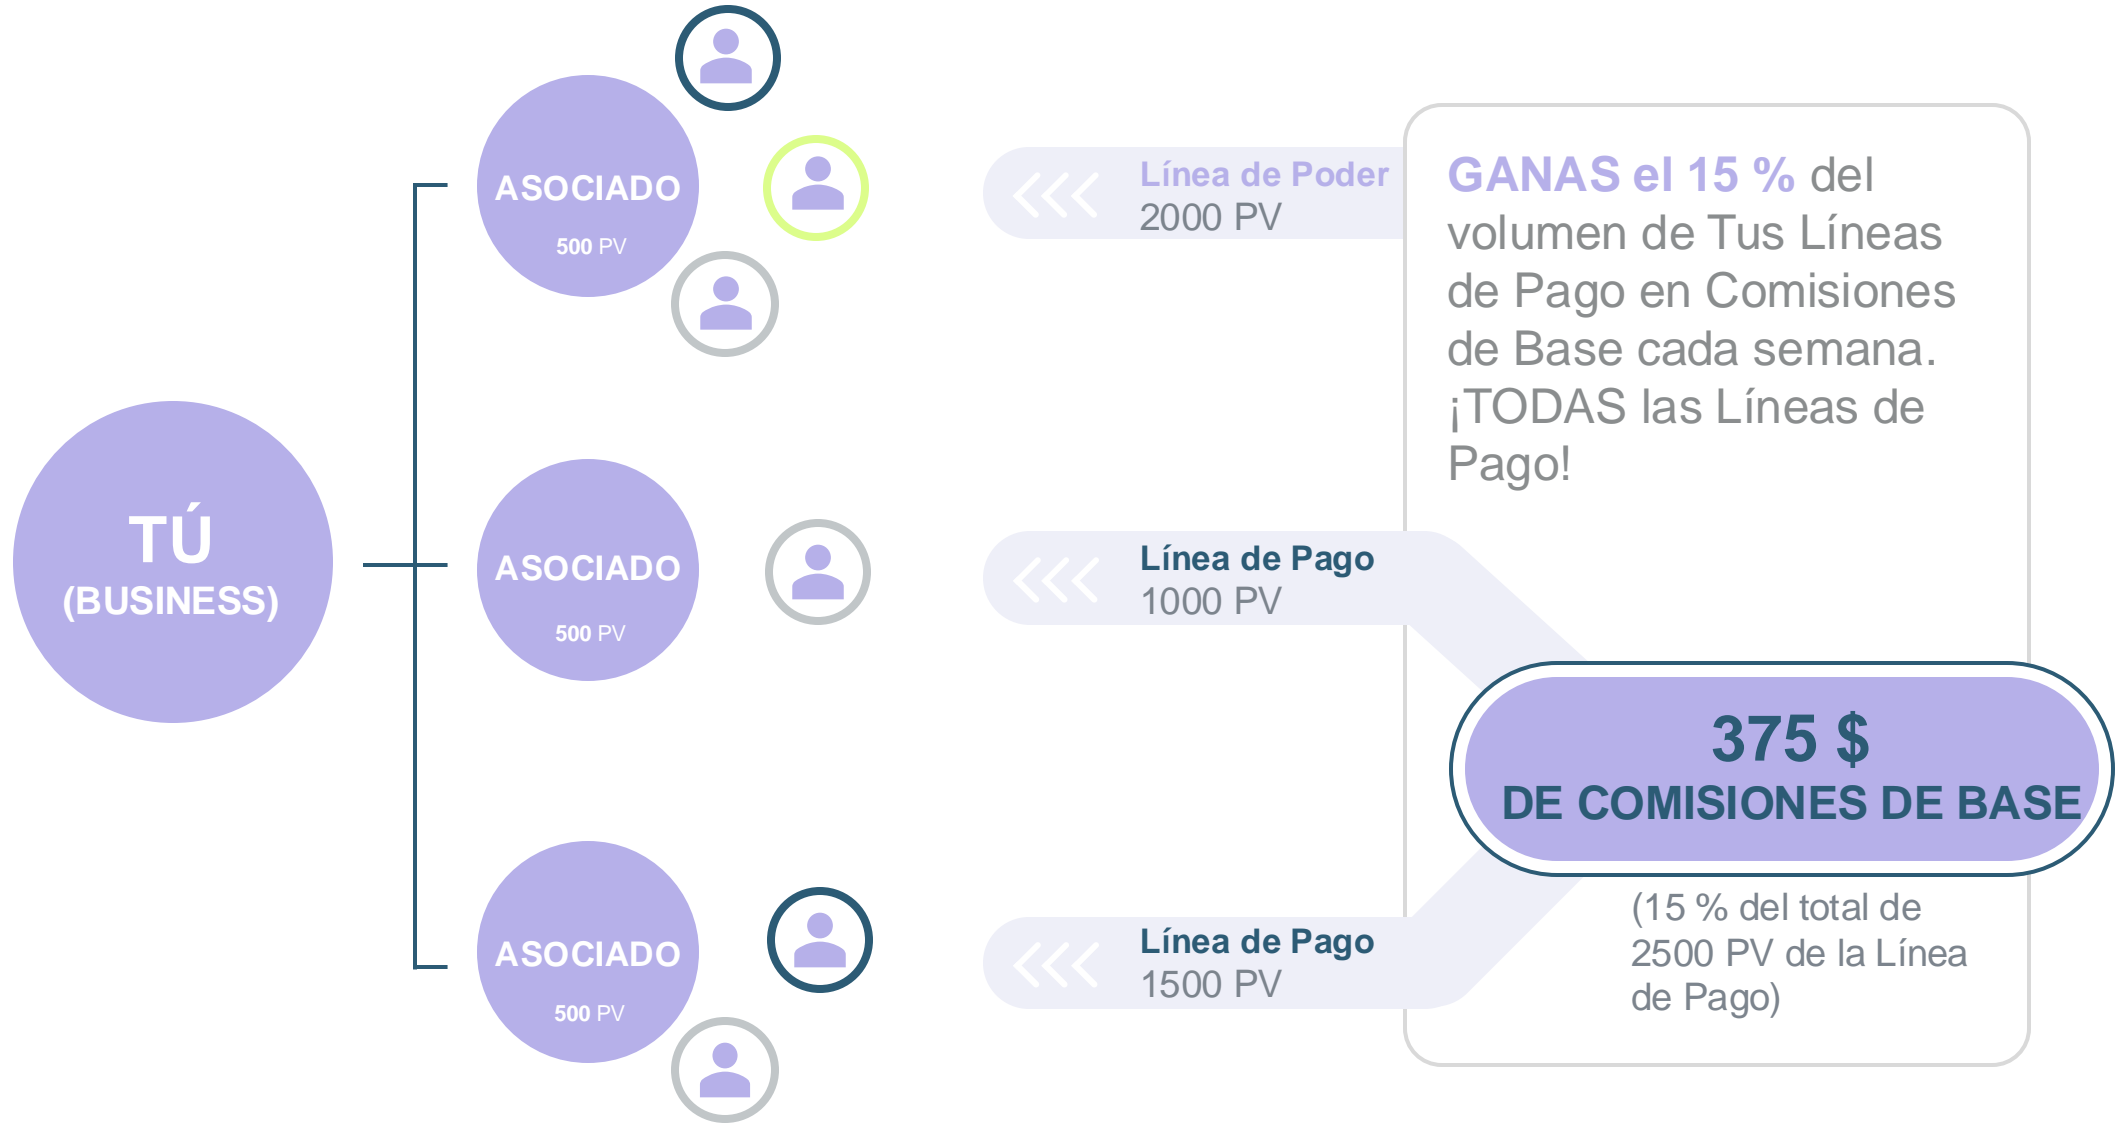 TÚ
(BUSINESS)
ASOCIADO
500 PV
Línea de Poder
2000 PV
ASOCIADO
500 PV
Línea de Pago
1000 PV
ASOCIADO
500 PV
Línea de Pago
1500 PV
GANAS el 15 % del
volumen de Tus Líneas
de Pago en Comisiones
de Base cada semana.
¡TODAS las Líneas de
Pago!
375 $
DE COMISIONES DE BASE
(15 % del total de
2500 PV de la Línea
de Pago)